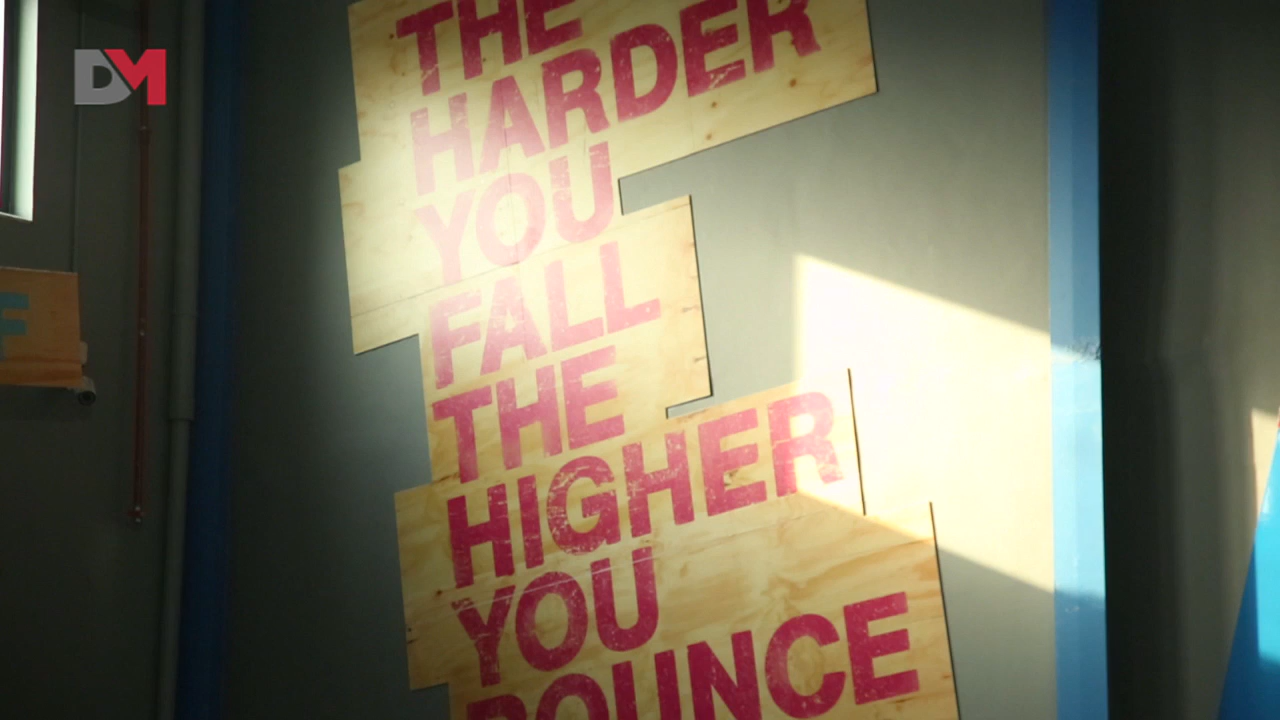 DM
THE
HARDER
YOU
FALL
THE
HIGHER
YOU
BOUNCE
F